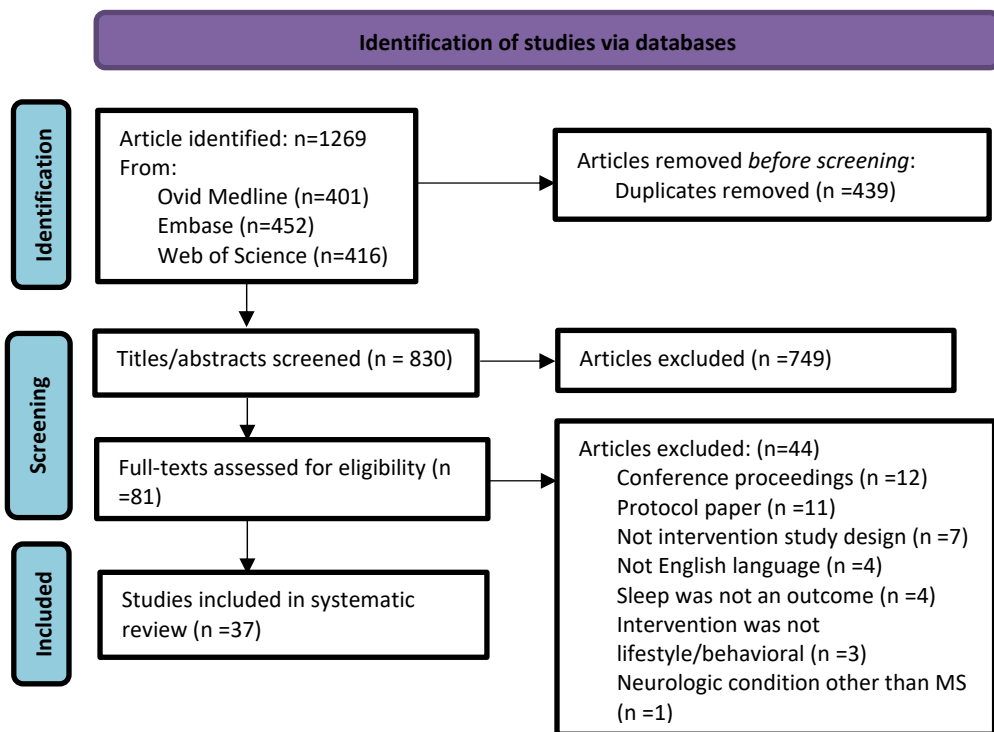 Identification of studies via databases
Identification
Article identified: n=1269
From:
Ovid Medline (n=401)
Embase (n=452)
Web of Science (n=416)
Articles removed before screening:
Duplicates removed (n =439)
Screening
Titles/abstracts screened (n = 830)
Articles excluded (n =749)
Full-texts assessed for eligibility (n
=81)
Articles excluded: (n=44)
Conference proceedings (n =12)
Protocol paper (n =11)
Not intervention study design (n =7)
Not English language (n =4)
Sleep was not an outcome (n =4)
Intervention was not
lifestyle/behavioral (n =3)
Neurologic condition other than MS
(n =1)
Included
Studies included in systematic
review (n =37)